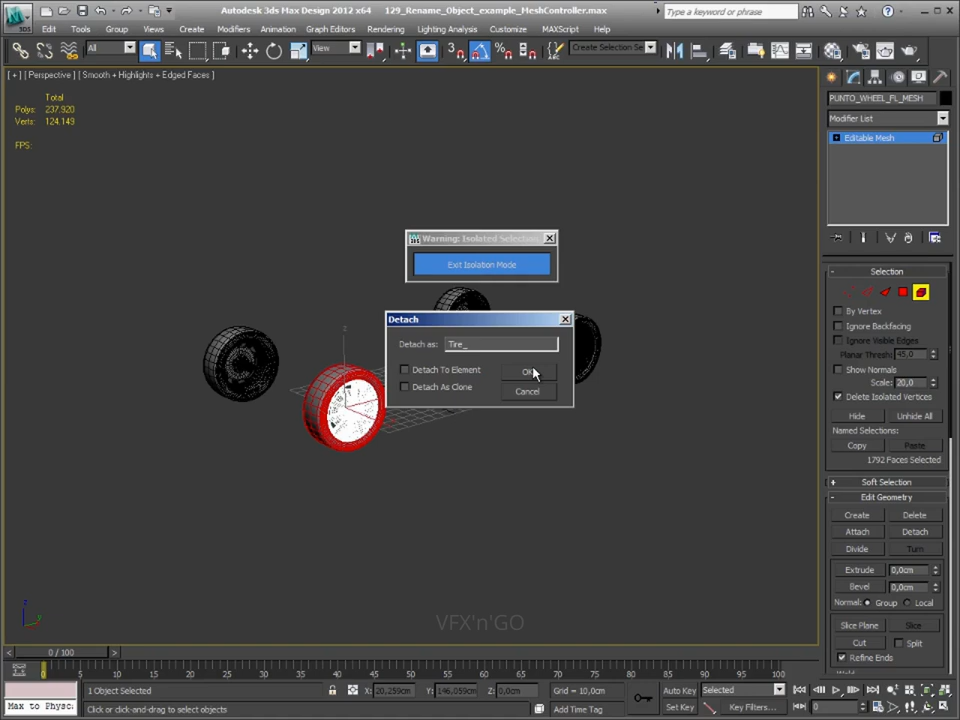 Autodesk 3ds Max Design 2012 x64 129_Rename_Object_example_MeshController.max
Type a keyword or phrase
3DS
Edit Tools Group Views Create Modifiers Animation Graph Editors Rendering Lighting Analysis Customize MAXScript Help
All View Create Selection Se
[ + ] [ Perspective ] [ Smooth + Highlights + Edged Faces ]
Total
Polys: 237.920
Verts: 124.149
FPS:
PUNTO_WHEEL_FL_MESH
Modifier List
Editable Mesh
Warning: Isolated Selection
Exit Isolation Mode
Detach
Detach as: Tire_
Detach To Element
OK
Detach As Clone
Cancel
Selection
By Vertex
Ignore Backfacing
Ignore Visible Edges
Planar Thresh: 45,0
Show Normals
Scale: 20,0
Delete Isolated Vertices
Hide Unhide All
Named Selections:
Copy Paste
1792 Faces Selected
Soft Selection
Edit Geometry
Create Delete
Attach Detach
Divide Turn
Extrude 0,0cm
Bevel 0,0cm
Normal: Group Local
Slice Plane Slice
Cut Split
Refine Ends
z
z
y
VFX'n'GO
0 / 100
0 5 10 15 20 25 30 35 40 45 50 55 60 65 70 75 80 85 90 95 100
1 Object Selected X: 20,259cm Y: 146,059cm Z: 0,0cm Grid = 10,0cm Auto Key Selected
Max to Physc: Click or click-and-drag to select objects Add Time Tag Set Key Key Filters... 0